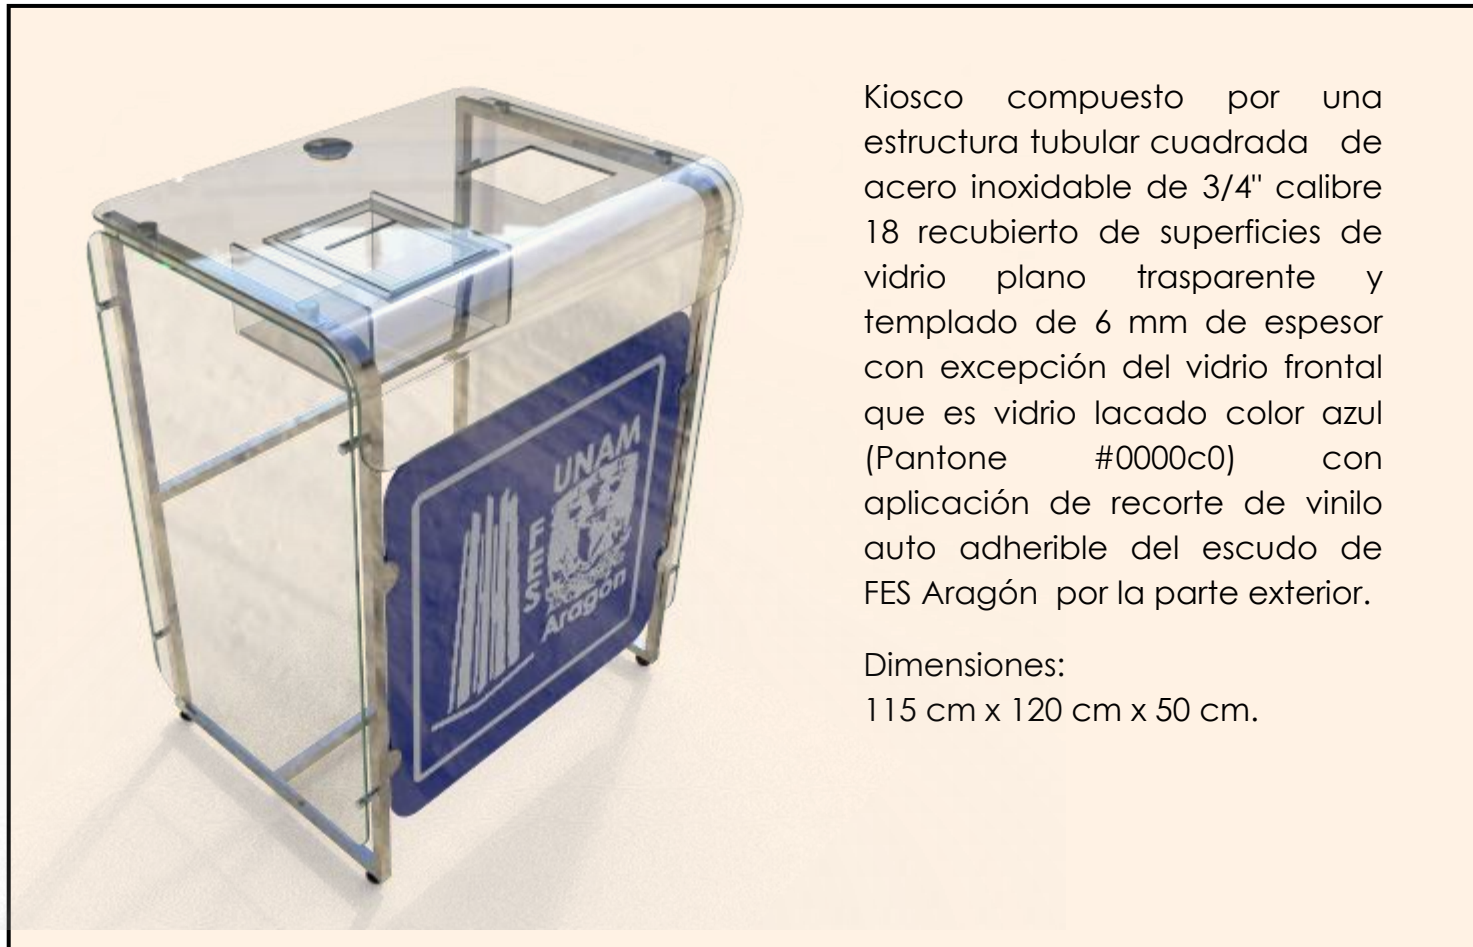 Kiosco compuesto por una
estructura tubular cuadrada de
acero inoxidable de 3/4" calibre
18 recubierto de superficies de
vidrio plano trasparente y
templado de 6 mm de espesor
con excepción del vidrio frontal
que es vidrio lacado color azul
(Pantone #0000c0) con
aplicación de recorte de vinilo
auto adherible del escudo de
FES Aragón por la parte exterior.
Dimensiones:
115 cm x 120 cm x 50 cm.
UNAM
FES
Aragón